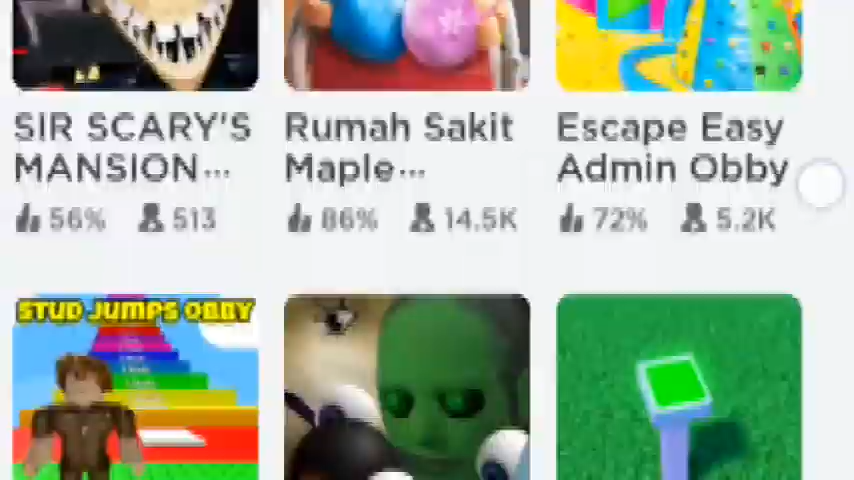 SIR SCARY'S
MANSION...
56% 513
Rumah Sakit
Maple...
86% 14.5K
Escape Easy
Admin Obby
72% 5.2K
STUD JUMPS OBBY